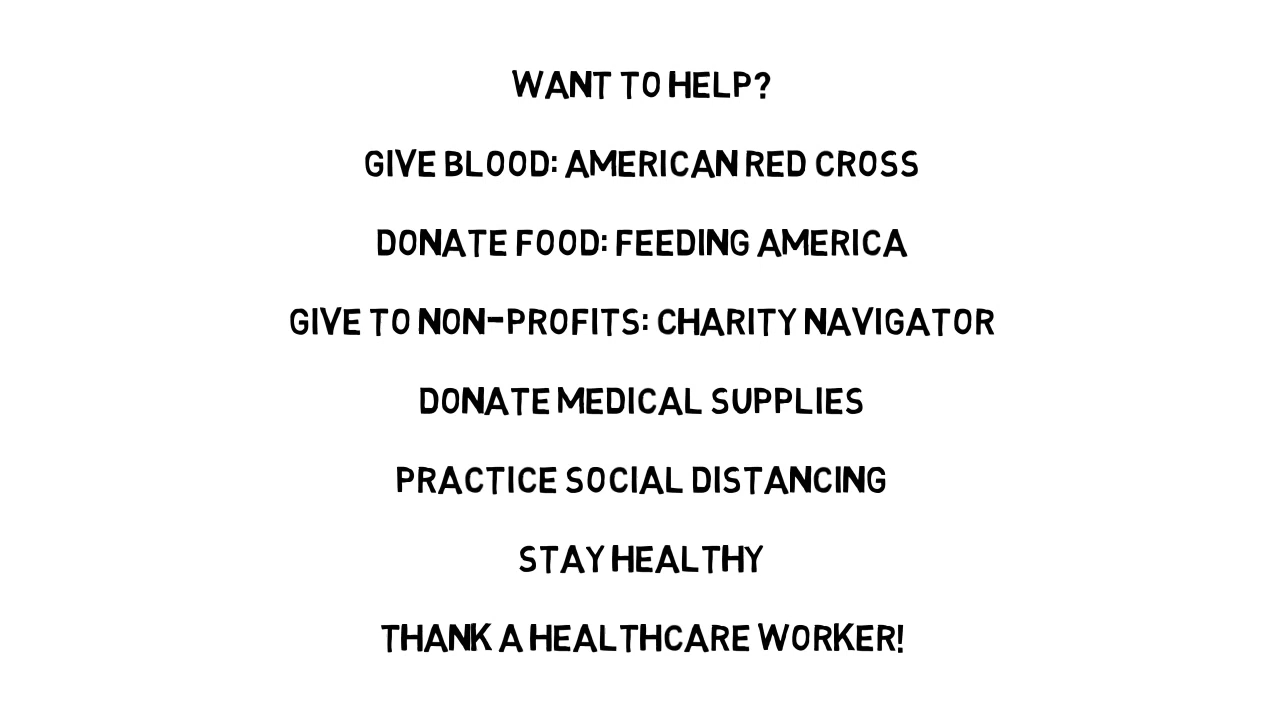 WANT TO HELP?
GIVE BLOOD: AMERICAN RED CROSS
DONATE FOOD: FEEDING AMERICA
GIVE TO NON-PROFITS: CHARITY NAVIGATOR
DONATE MEDICAL SUPPLIES
PRACTICE SOCIAL DISTANCING
STAY HEALTHY
THANK A HEALTHCARE WORKER!